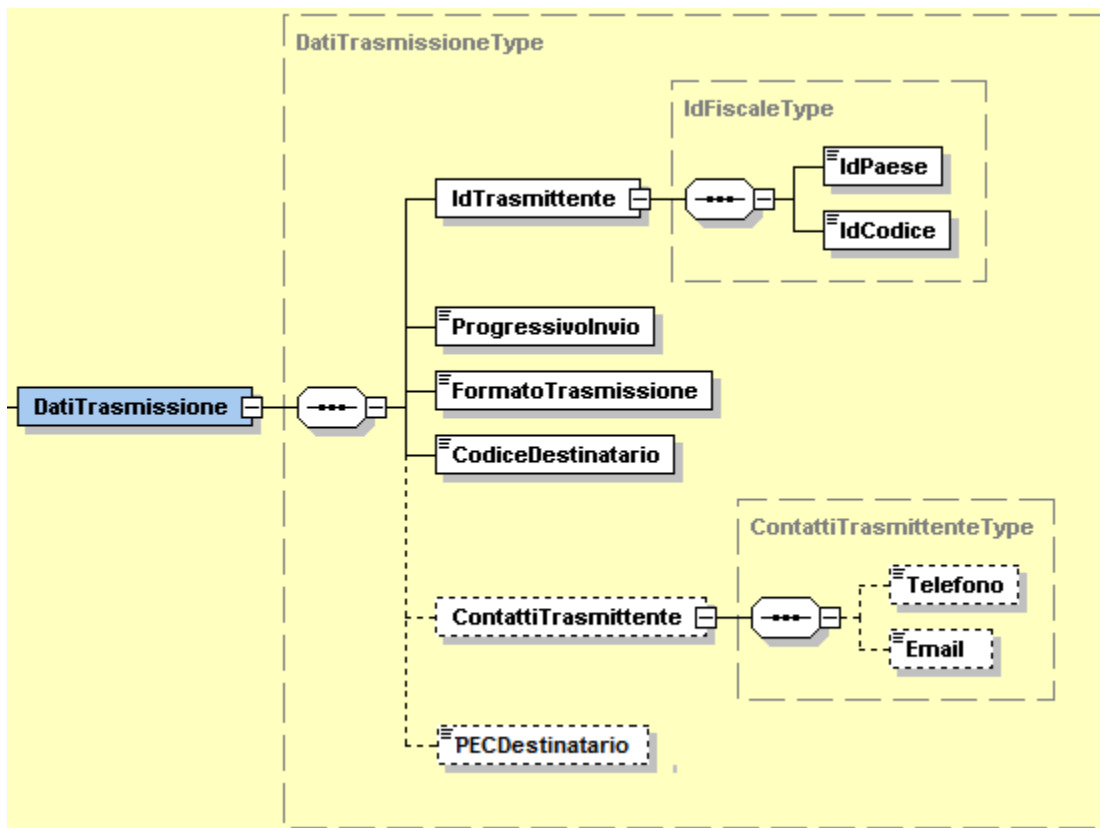 DatiTrasmissioneType
IdFiscaleType
IdPaese
IdTrasmittente
IdCodice
ProgressivoInvio
FormatoTrasmissione
DatiTrasmissione
CodiceDestinatario
ContattiTrasmittenteType
Telefono
ContattiTrasmittente
Email
PECDestinatario